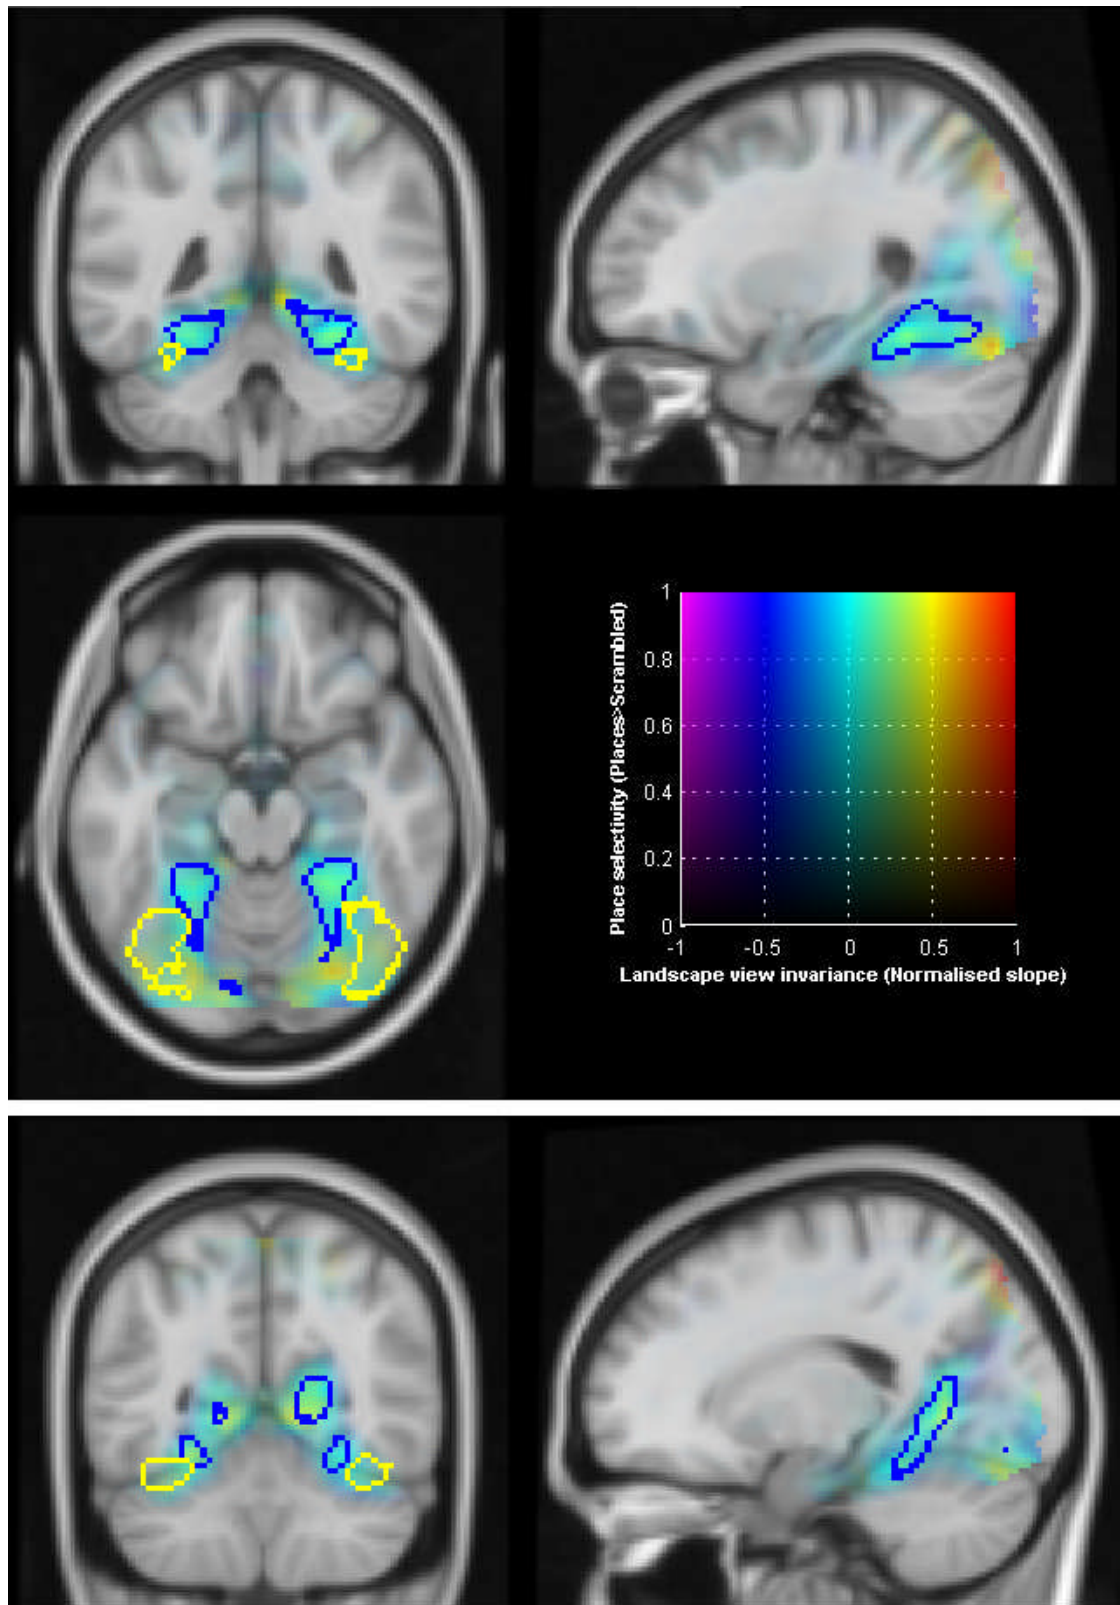 Place selectivity (Places>Scrambled)
1
0.8
0.6
0.4
0.2
0
-1 -0.5 0 0.5 1
Landscape view invariance (Normalised slope)